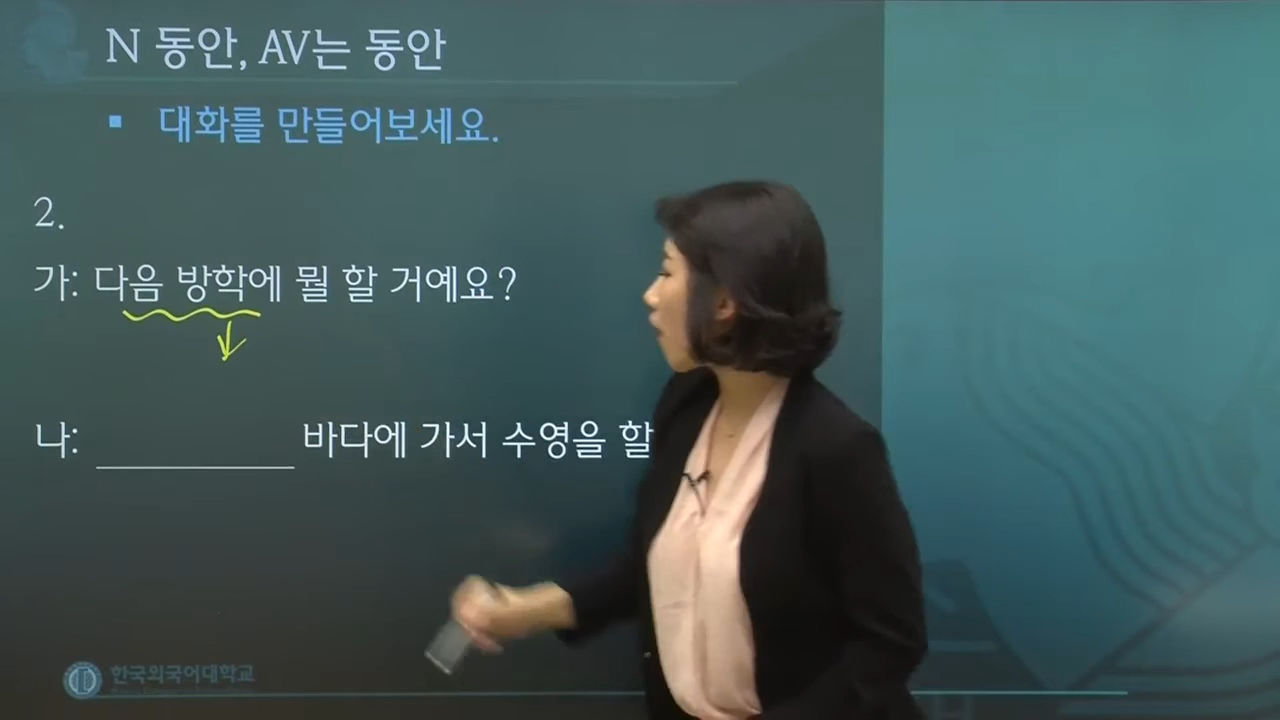 N 동안, AV는 동안
▪ 대화를 만들어보세요.
2.
가: 다음 방학에 뭘 할 거예요?
나: __________ 바다에 가서 수영을 할
한국외국어대학교